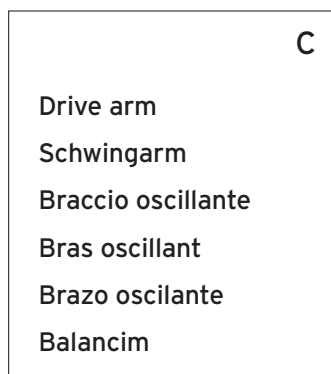 C
Drive arm
Schwingarm
Braccio oscillante
Bras oscillant
Brazo oscilante
Balancim